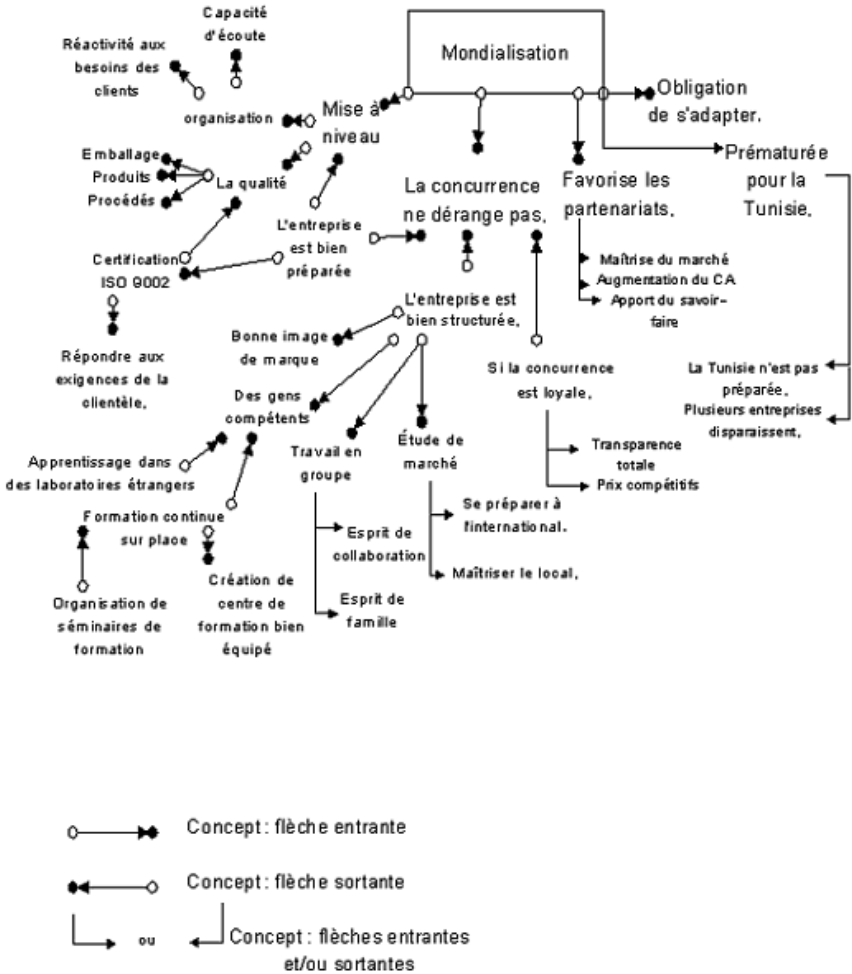 Capacité
d'écoute
Réactivité aux
besoins des
clients
Mondialisation
Obligation
de s'adapter.
organisation
Mise à
niveau
Emballage
Produits
Procédés
La qualité
La concurrence
ne dérange pas.
Favorise les
partenariats.
Prématurée
pour la
Tunisie.
L'entreprise
est bien
préparée
Certification
ISO 9002
Maîtrise du marché
Augmentation du CA
Apport du savoir-
faire
L'entreprise est
bien structurée.
Bonne image
de marque
Répondre aux
exigences de la
clientèle.
Si la concurrence
est loyale.
La Tunisie n'est pas
préparée.
Plusieurs entreprises
disparaissent.
Des gens
compétents
Travail en
groupe
Étude de
marché
Transparence
totale
Prix compétitifs
Apprentissage dans
des laboratoires étrangers
Formation continue
sur place
Se préparer à
l'international.
Esprit de
collaboration
Maîtriser le local.
Organisation de
séminaires de
formation
Création de
centre de
formation bien
équipé
Esprit de
famille
Concept : flèche entrante
Concept : flèche sortante
ou
Concept : flèches entrantes
et/ou sortantes